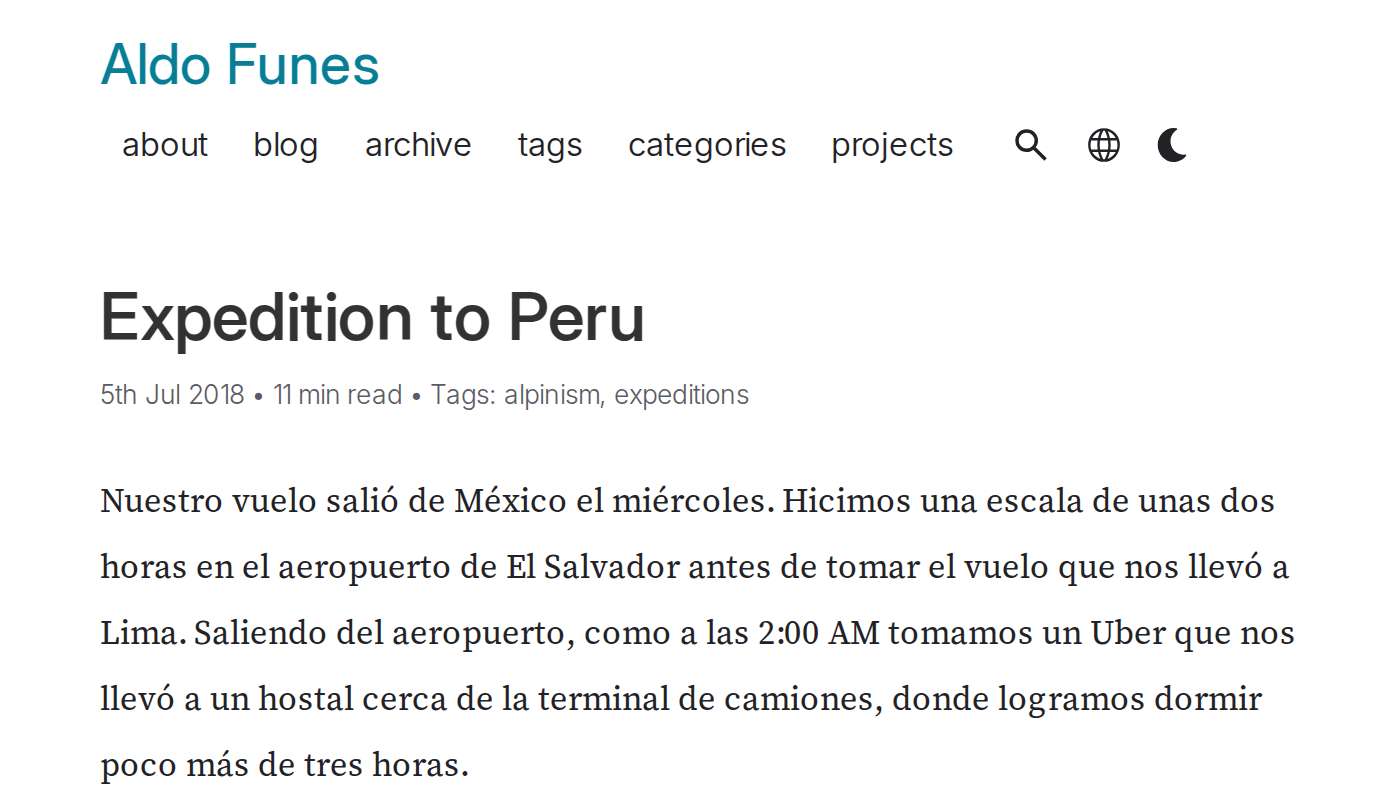 Aldo Funes
about blog archive tags categories projects
Expedition to Peru
5th Jul 2018 • 11 min read • Tags: alpinism, expeditions
Nuestro vuelo salió de México el miércoles. Hicimos una escala de unas dos
horas en el aeropuerto de El Salvador antes de tomar el vuelo que nos llevó a
Lima. Saliendo del aeropuerto, como a las 2:00 AM tomamos un Uber que nos
llevó a un hostal cerca de la terminal de camiones, donde logramos dormir
poco más de tres horas.